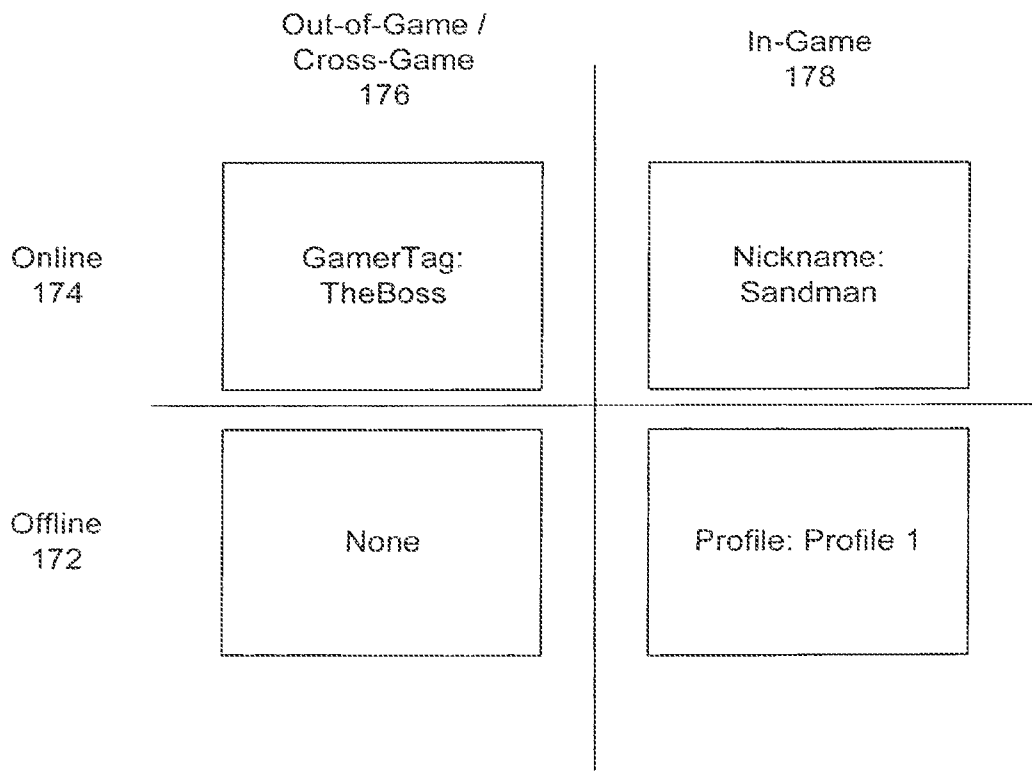 Out-of-Game /
Cross-Game
176
In-Game
178
Online
174
GamerTag:
TheBoss
Nickname:
Sandman
Offline
172
None
Profile: Profile 1